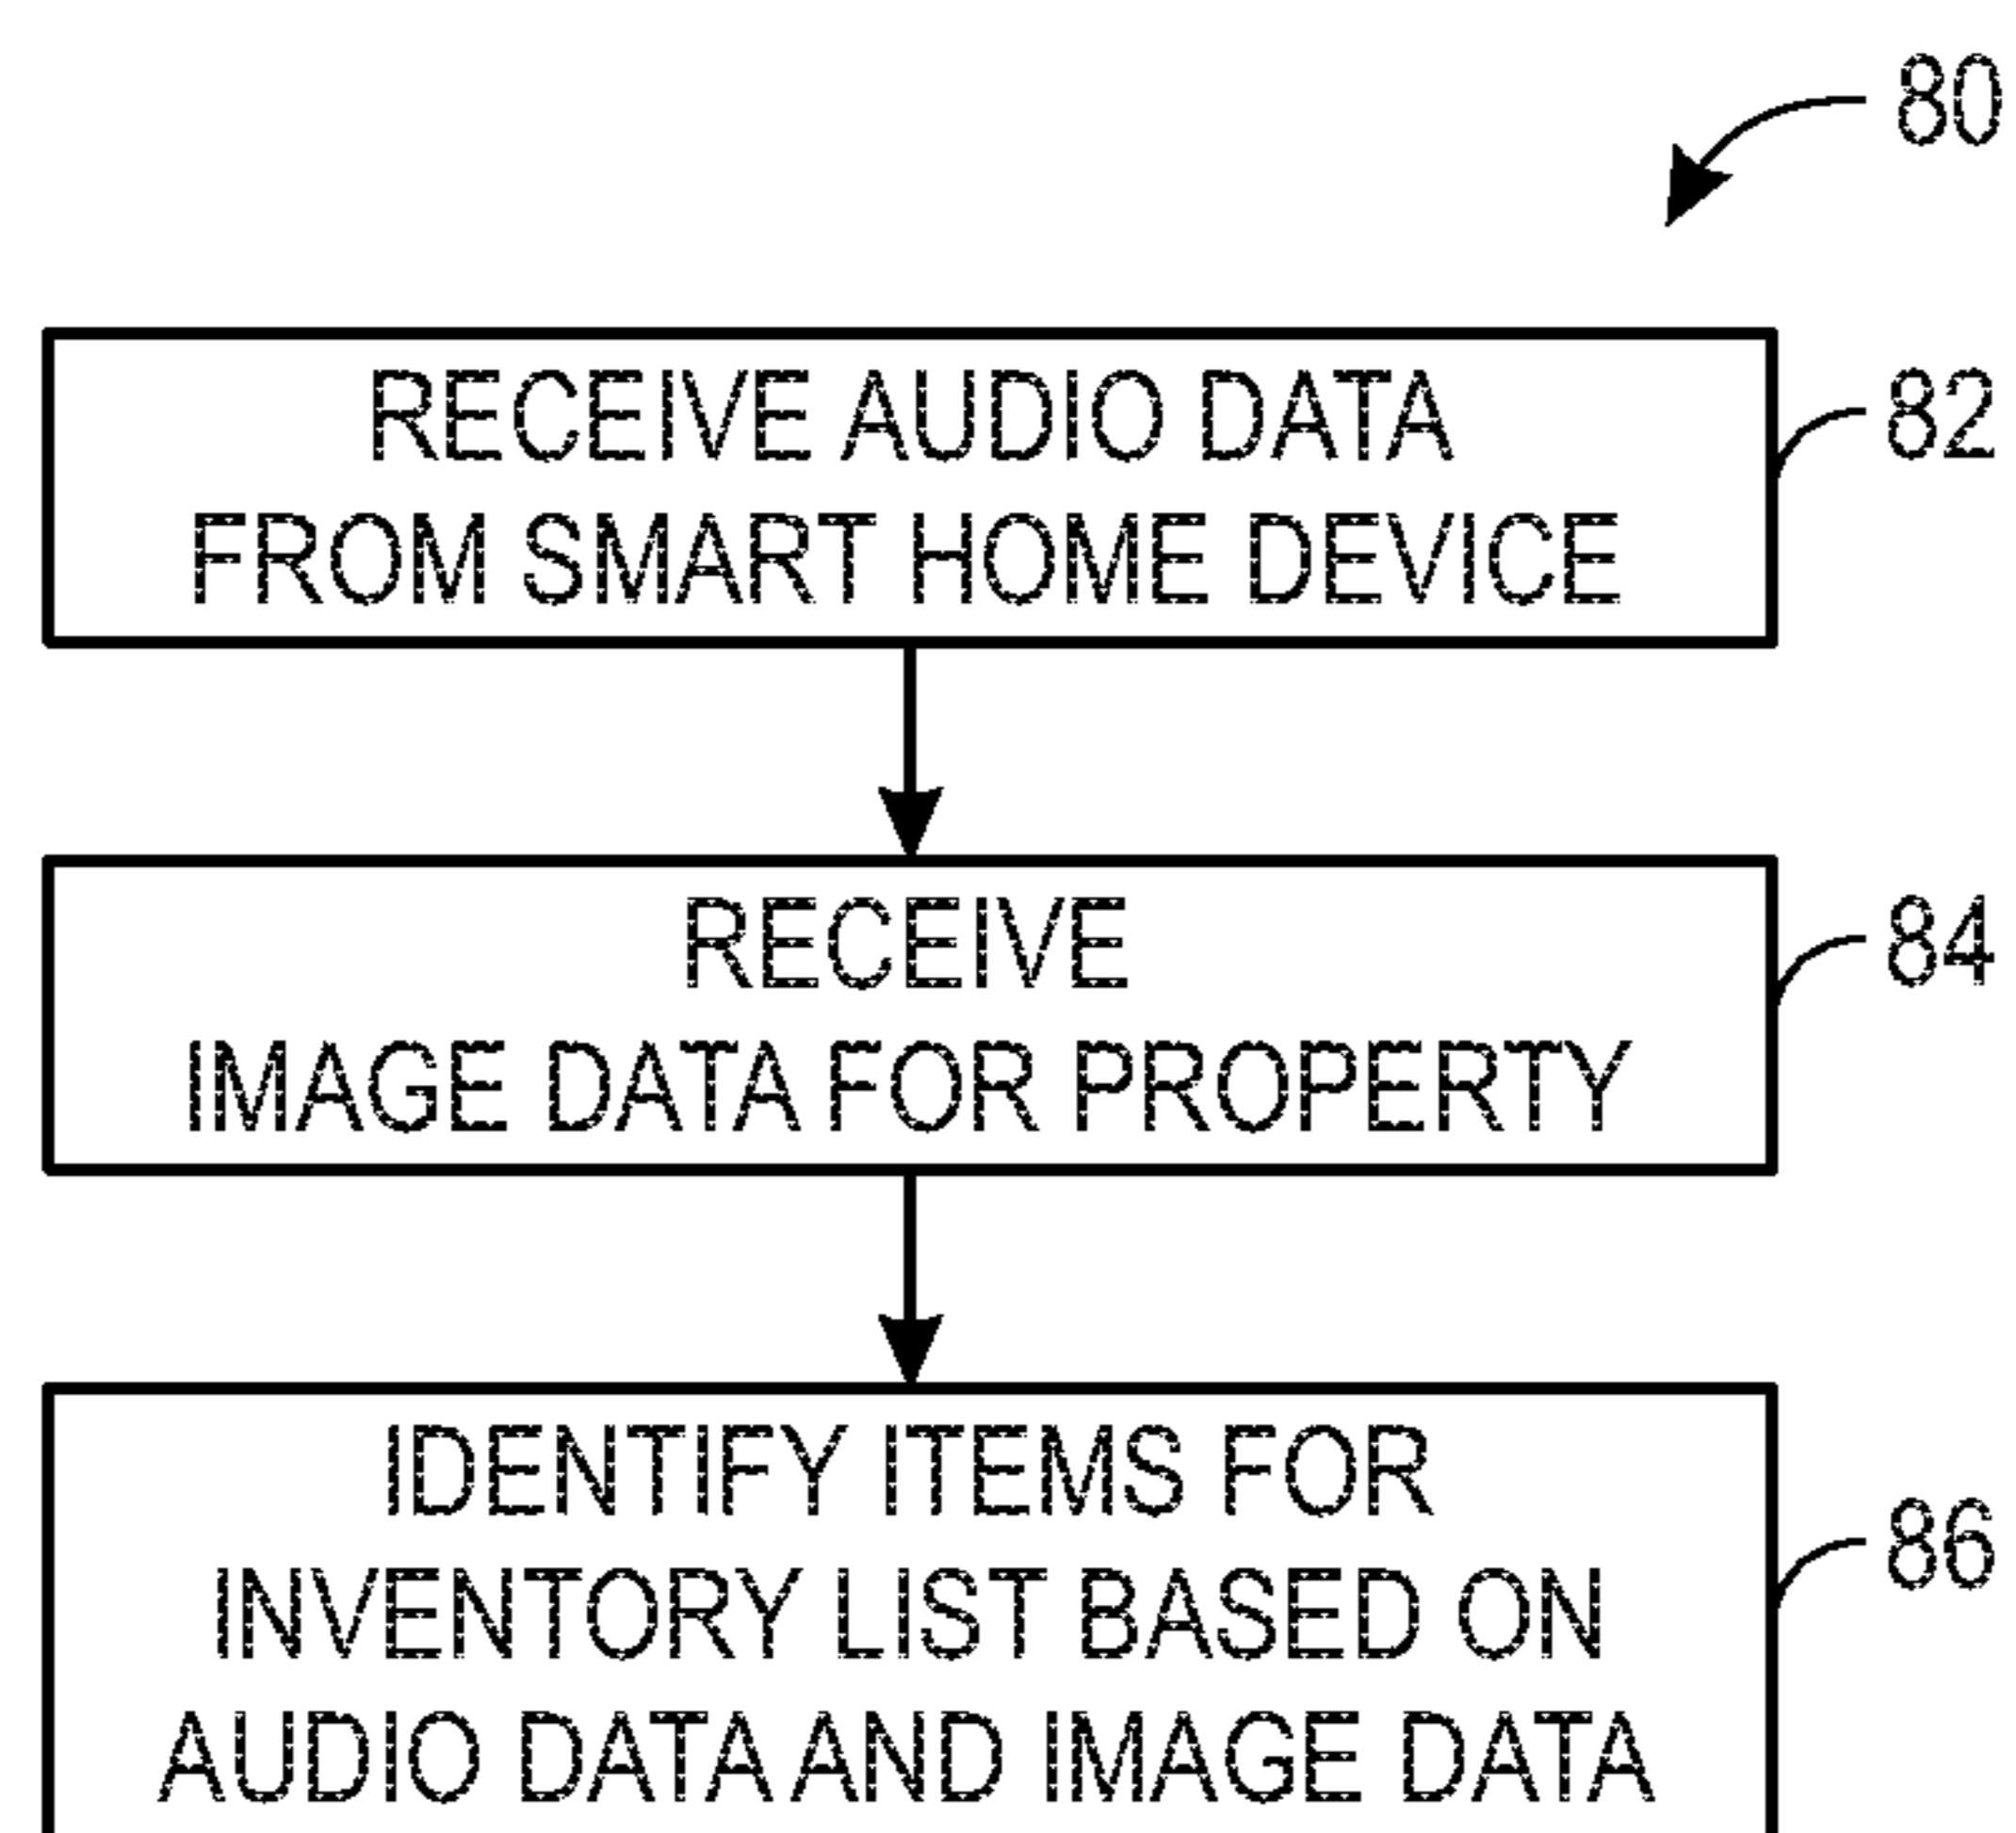 80
RECEIVE AUDIO DATA
FROM SMART HOME DEVICE
82
RECEIVE
IMAGE DATA FOR PROPERTY
84
IDENTIFY ITEMS FOR
INVENTORY LIST BASED ON
AUDIO DATA AND IMAGE DATA
86